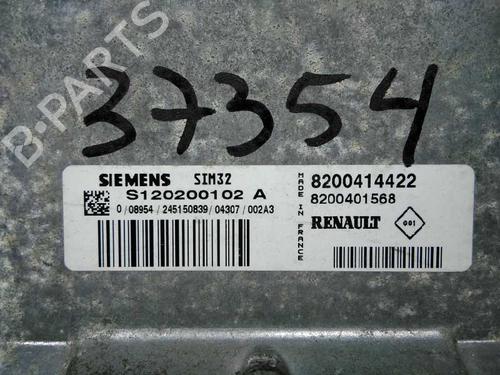 B-PARTS
37354
SIEMENS SIM32
S120200102 A
0 / 08954 / 245150839 / 04307 / 002A3
MADE IN FRANCE
8200414422
8200401568
RENAULT
001